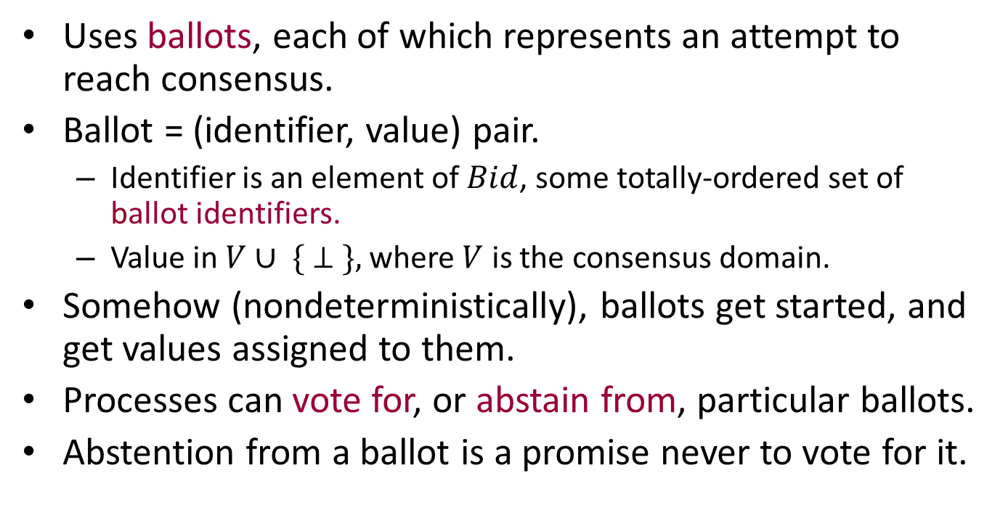 • Uses ballots, each of which represents an attempt to
reach consensus.
• Ballot = (identifier, value) pair.
– Identifier is an element of Bid, some totally-ordered set of
ballot identifiers.
– Value in V ∪ { ⊥ }, where V is the consensus domain.
• Somehow (nondeterministically), ballots get started, and
get values assigned to them.
• Processes can vote for, or abstain from, particular ballots.
• Abstention from a ballot is a promise never to vote for it.